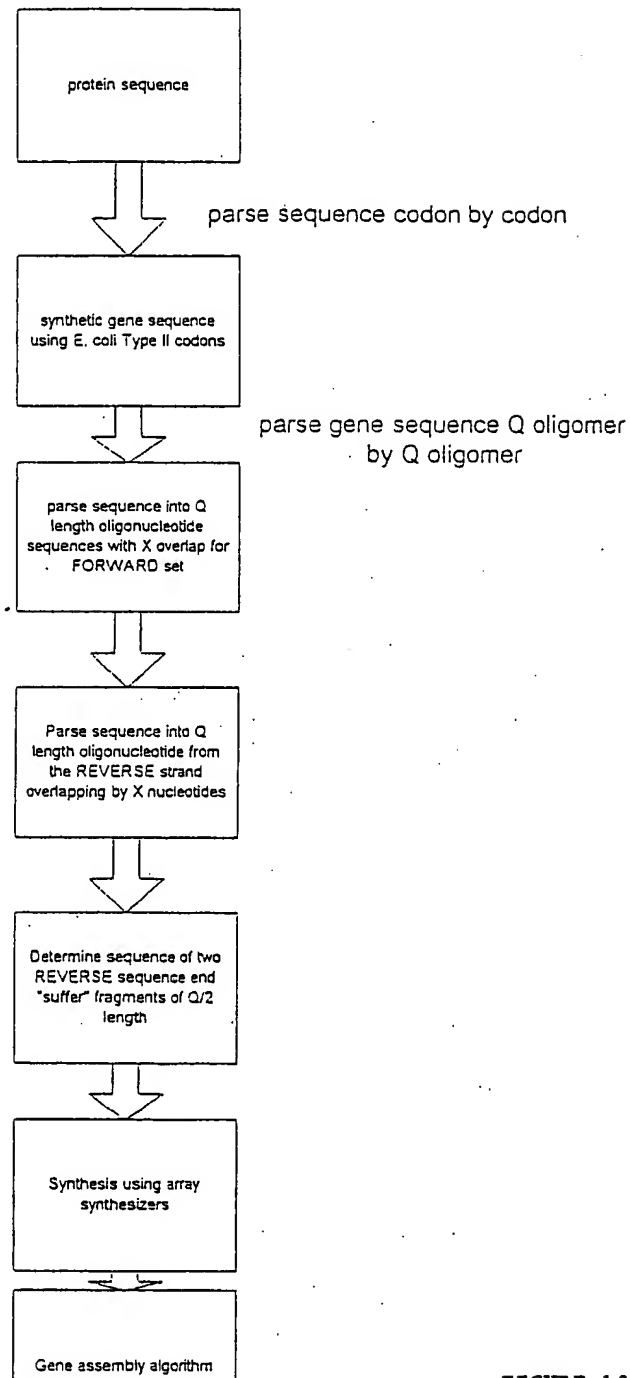 protein sequence
parse sequence codon by codon
synthetic gene sequence
using E. coli Type II codons
parse gene sequence Q oligomer
by Q oligomer
parse sequence into Q
length oligonucleotide
sequences with X overlap for
FORWARD set
Parse sequence into Q
length oligonucleotide from
the REVERSE strand
overlapping by X nucleotides
Determine sequence of two
REVERSE sequence end
"suffer" fragments of Q/2
length
Synthesis using array
synthesizers
Gene assembly algorithm